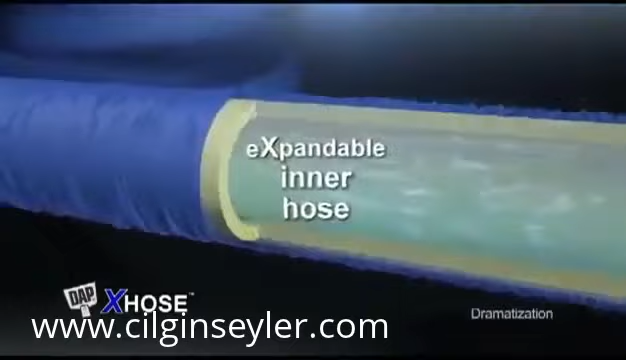 eXpandable
inner
hose
DAP XHOSE™
Dramatization
www.cilginseyler.com